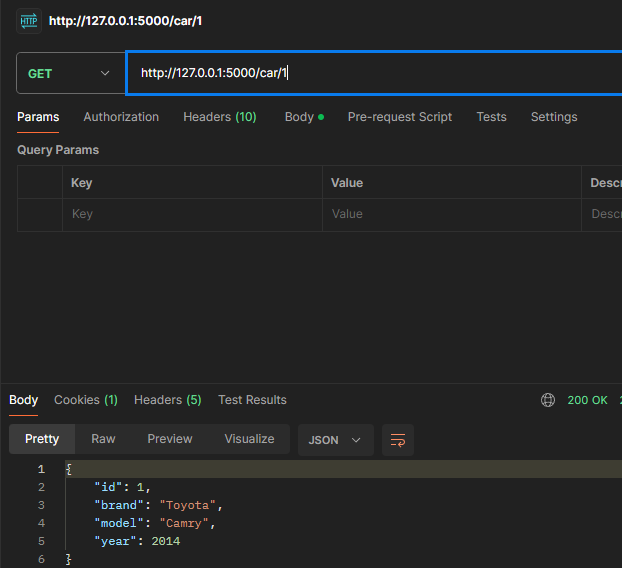 HTTP http://127.0.0.1:5000/car/1
GET http://127.0.0.1:5000/car/1
Params Authorization Headers (10) Body Pre-request Script Tests Settings
Query Params
Key Value Descr
Key Value Descr
Body Cookies (1) Headers (5) Test Results 200 OK
Pretty Raw Preview Visualize JSON
1 {
2 "id": 1,
3 "brand": "Toyota",
4 "model": "Camry",
5 "year": 2014
6 }